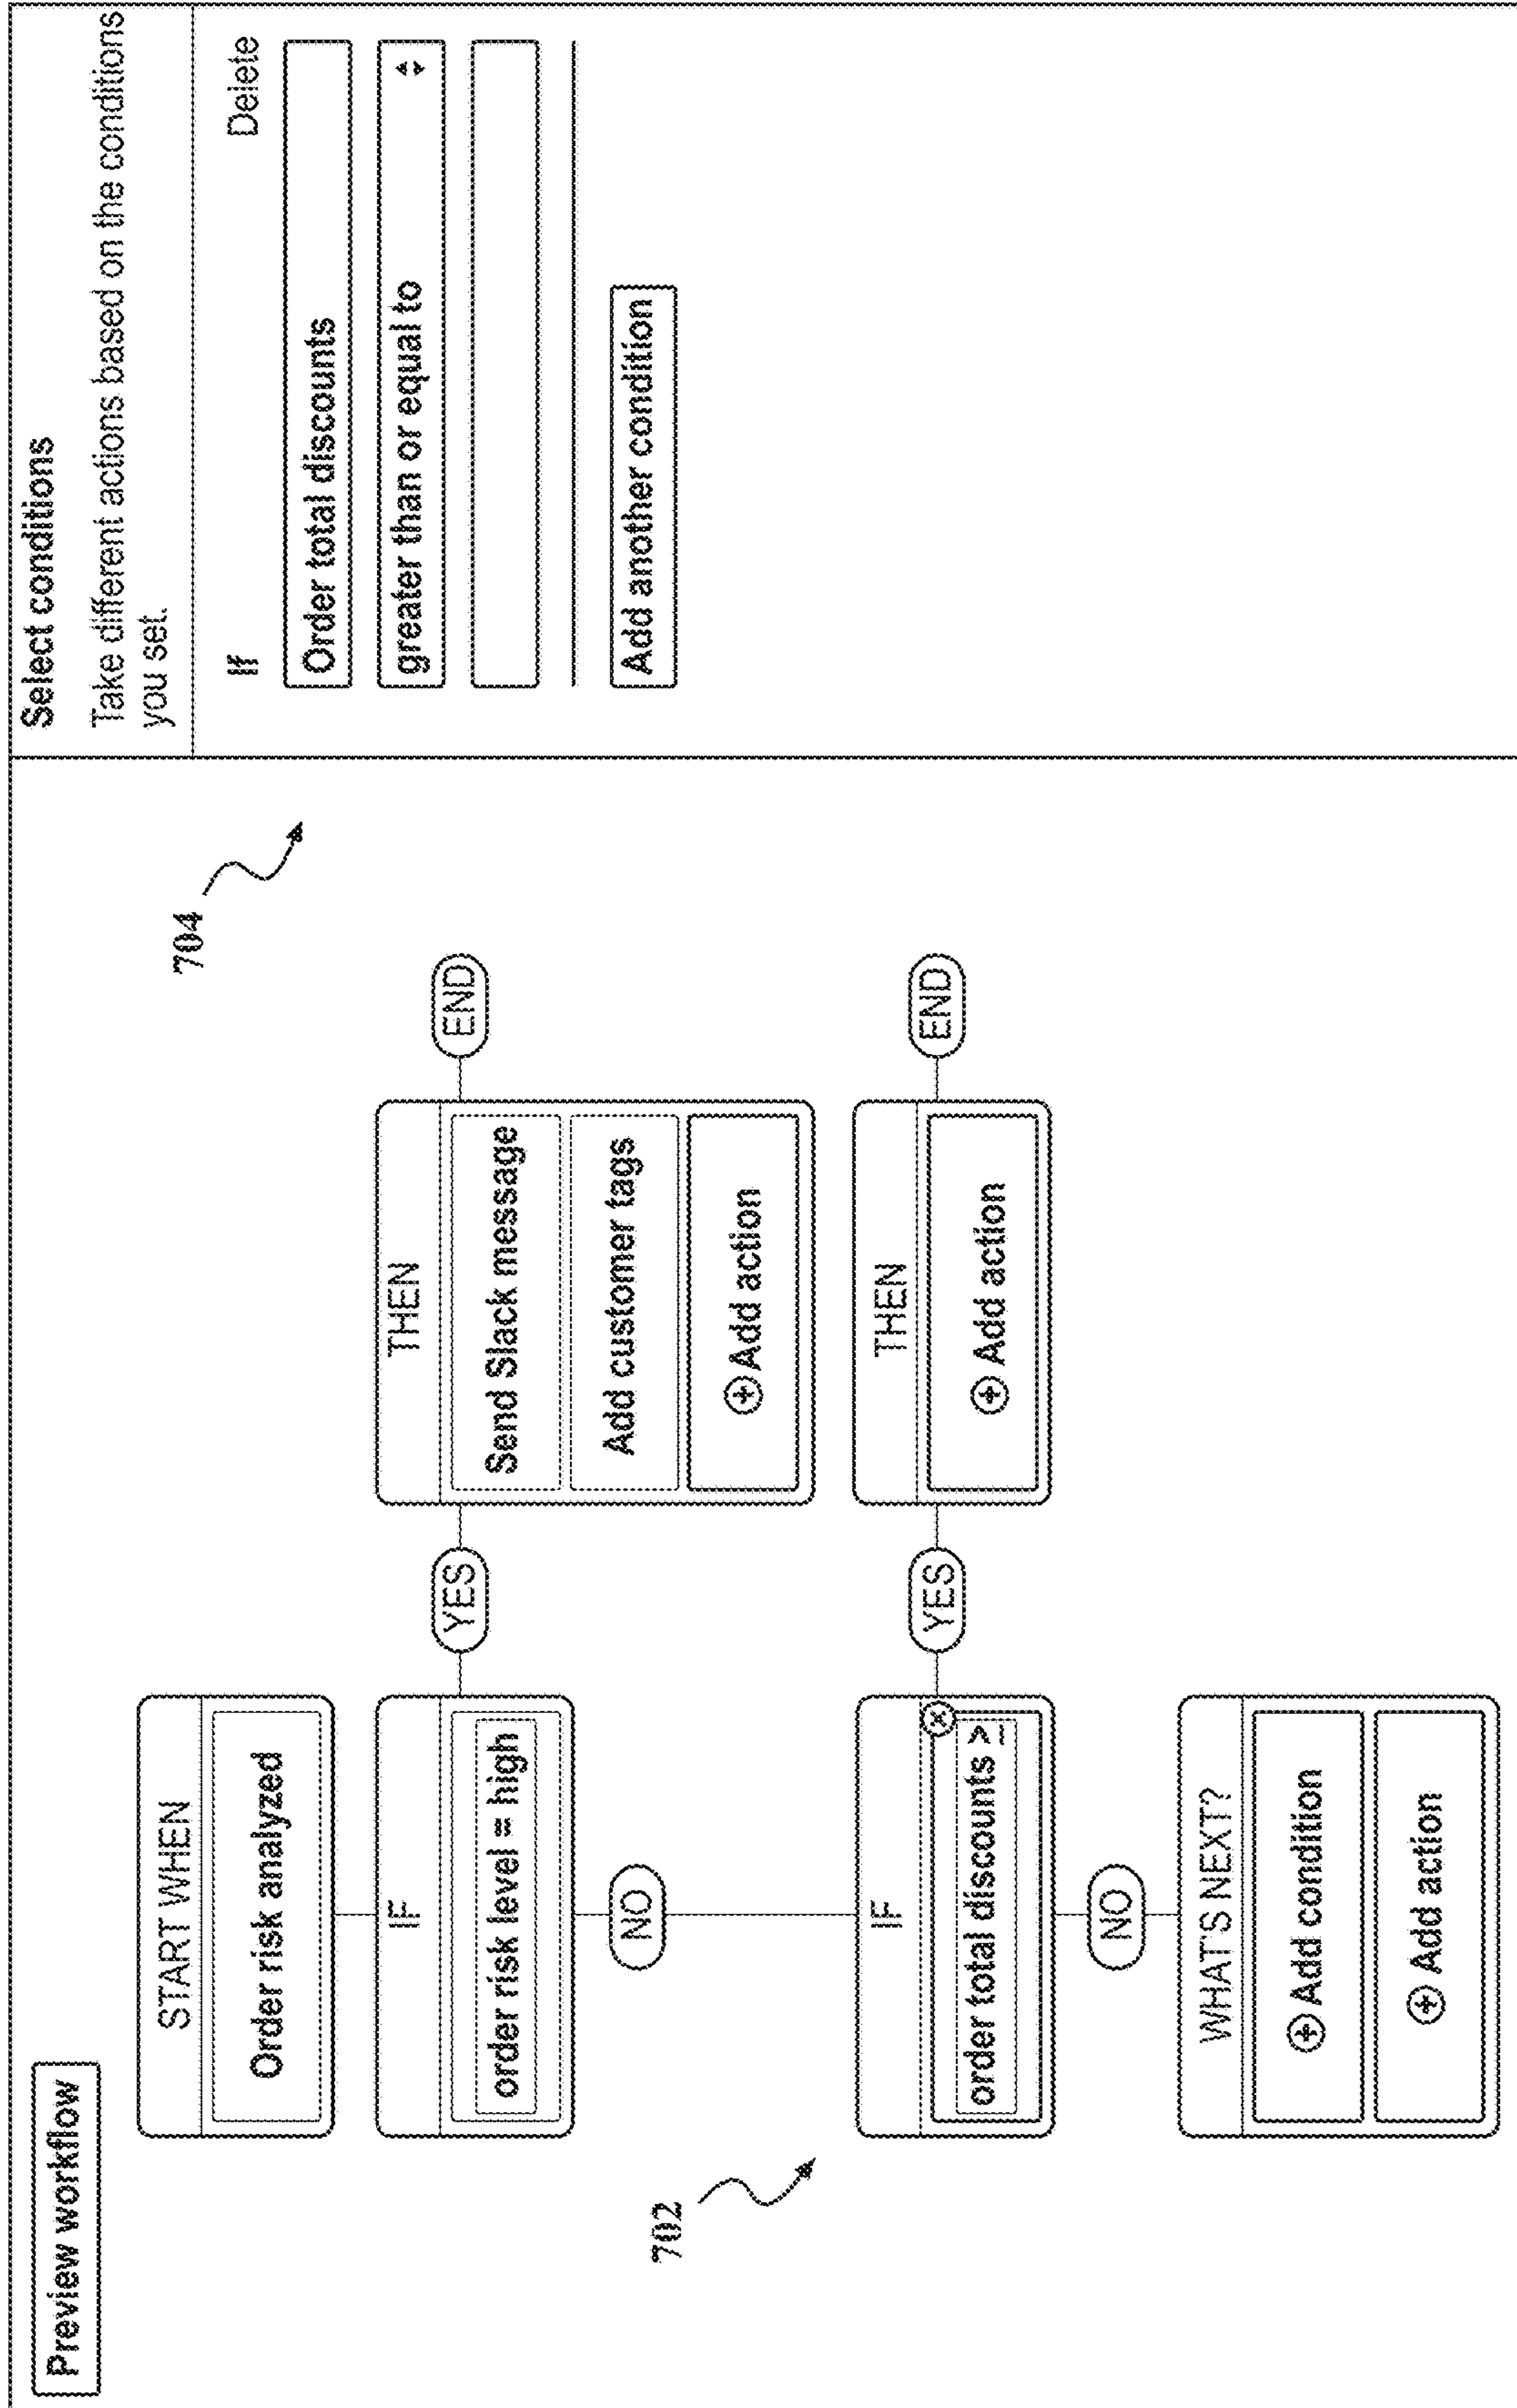 Preview workflow
START WHEN
Order risk analyzed
IF
order risk level = high
YES
THEN
Send Slack message
Add customer tags
⊕ Add action
END
NO
702
IF
order total discounts ≥
YES
THEN
⊕ Add action
END
NO
WHAT'S NEXT?
⊕ Add condition
⊕ Add action
704
Select conditions
Take different actions based on the conditions
you set.
If Delete
Order total discounts
greater than or equal to
Add another condition